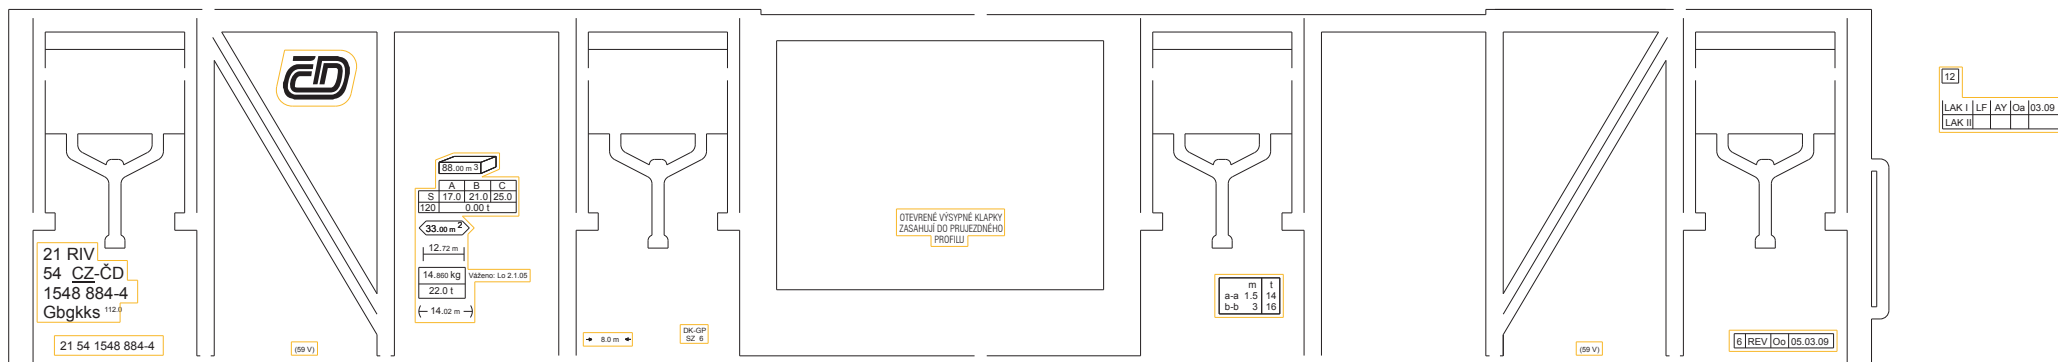 ČD
21 RIV
54 CZ-ČD
1548 884-4
Gbgkks 112.0
21 54 1548 884-4
(59 V)
88.00 m 3
A B C
S 17.0 21.0 25.0
120 0.00 t
33.00 m 2
12.72 m
14.860 kg Váženo: Lo 2.1.05
22.0 t
14.02 m
8.0 m
DK-GP
SZ 6
OTEVRENÉ VÝSYPNÉ KLAPKY
ZASAHUJÍ DO PRUJEZDNÉHO
PROFILU
m t
a-a 1.5 14
b-b 3 16
(59 V)
6 REV Oo 05.03.09
12
LAK I LF AY Oa 03.09
LAK II